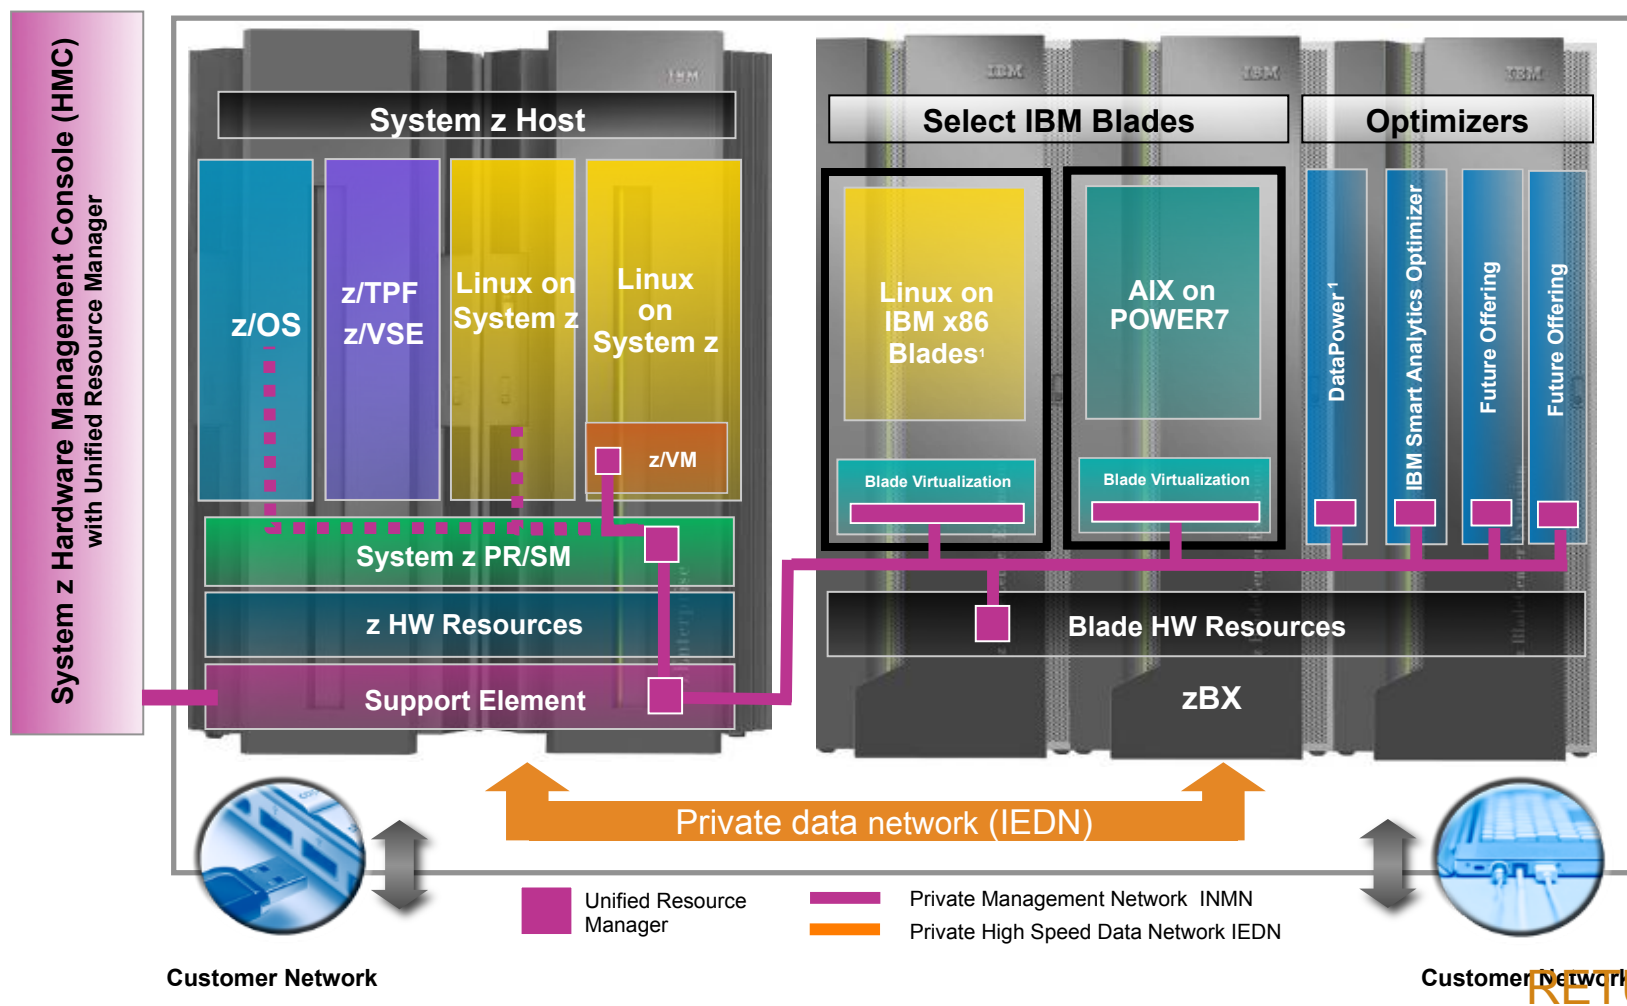 System z Hardware Management Console (HMC)
with Unified Resource Manager
IBM
System z Host
z/OS
z/TPF
z/VSE
Linux on
System z
Linux
on
System z
z/VM
System z PR/SM
z HW Resources
Support Element
IBM
IBM
IBM
Select IBM Blades
Optimizers
Linux on
IBM x86
Blades¹
Blade Virtualization
AIX on
POWER7
Blade Virtualization
DataPower¹
IBM Smart Analytics Optimizer
Future Offering
Future Offering
Blade HW Resources
zBX
Private data network (IEDN)
Unified Resource
Manager
Private Management Network INMN
Private High Speed Data Network IEDN
Customer Network
Customer Network